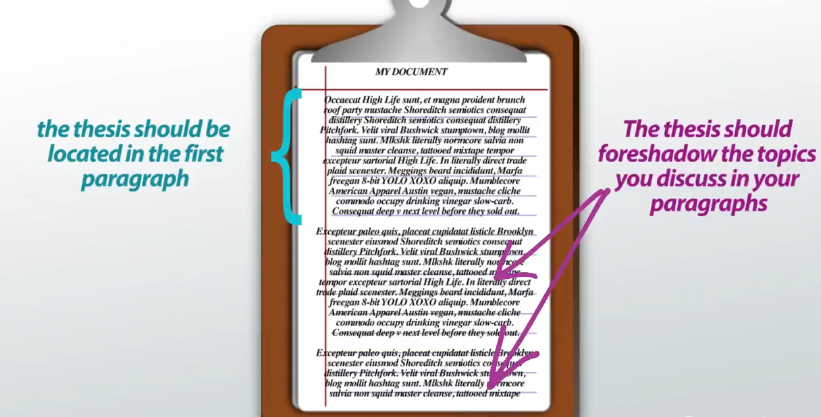 MY DOCUMENT
the thesis should be
located in the first
paragraph
Occaecat High Life sunt, et magna proident brunch
roof party mustache Shoreditch semiotics consequat
distillery Shoreditch semiotics consequat distillery
Pitchfork. Velit viral Bushwick stumptown, blog mollit
hashtag sunt. Mlkshk literally normcore salvia non
squid master cleanse, tattooed mixtape tempor
excepteur sartorial High Life. In literally direct trade
plaid scenester. Meggings beard incididunt, Marfa
freegan 8-bit YOLO XOXO aliquip. Mumblecore
American Apparel Austin vegan, mustache cliche
commodo occupy drinking vinegar slow-carb.
Consequat deep v next level before they sold out.
The thesis should
foreshadow the topics
you discuss in your
paragraphs
Excepteur paleo quis, placeat cupidatat listicle Brooklyn
scenester eiusmod Shoreditch semiotics consequat
distillery Pitchfork. Velit viral Bushwick stumptown,
blog mollit hashtag sunt. Mlkshk literally normcore
salvia non squid master cleanse, tattooed mixtape
tempor excepteur sartorial High Life. In literally direct
trade plaid scenester. Meggings beard incididunt, Marfa
freegan 8-bit YOLO XOXO aliquip. Mumblecore
American Apparel Austin vegan, mustache cliche
commodo occupy drinking vinegar slow-carb.
Consequat deep v next level before they sold out.
Excepteur paleo quis, placeat cupidatat listicle Brooklyn
scenester eiusmod Shoreditch semiotics consequat
distillery Pitchfork. Velit viral Bushwick stumptown,
blog mollit hashtag sunt. Mlkshk literally normcore
salvia non squid master cleanse, tattooed mixtape